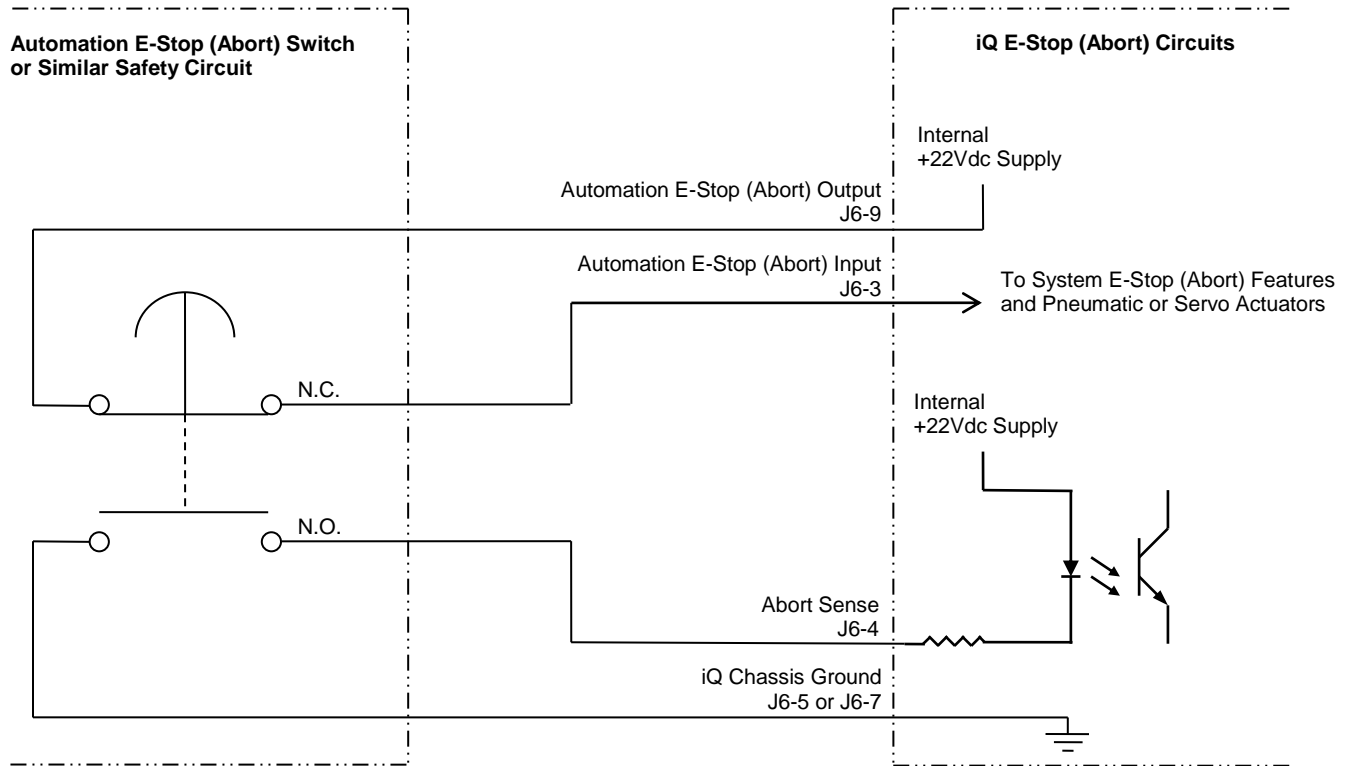 Automation E-Stop (Abort) Switch
or Similar Safety Circuit
iQ E-Stop (Abort) Circuits
Internal
+22Vdc Supply
Automation E-Stop (Abort) Output
J6-9
Automation E-Stop (Abort) Input
J6-3
To System E-Stop (Abort) Features
and Pneumatic or Servo Actuators
N.C.
Internal
+22Vdc Supply
N.O.
Abort Sense
J6-4
iQ Chassis Ground
J6-5 or J6-7